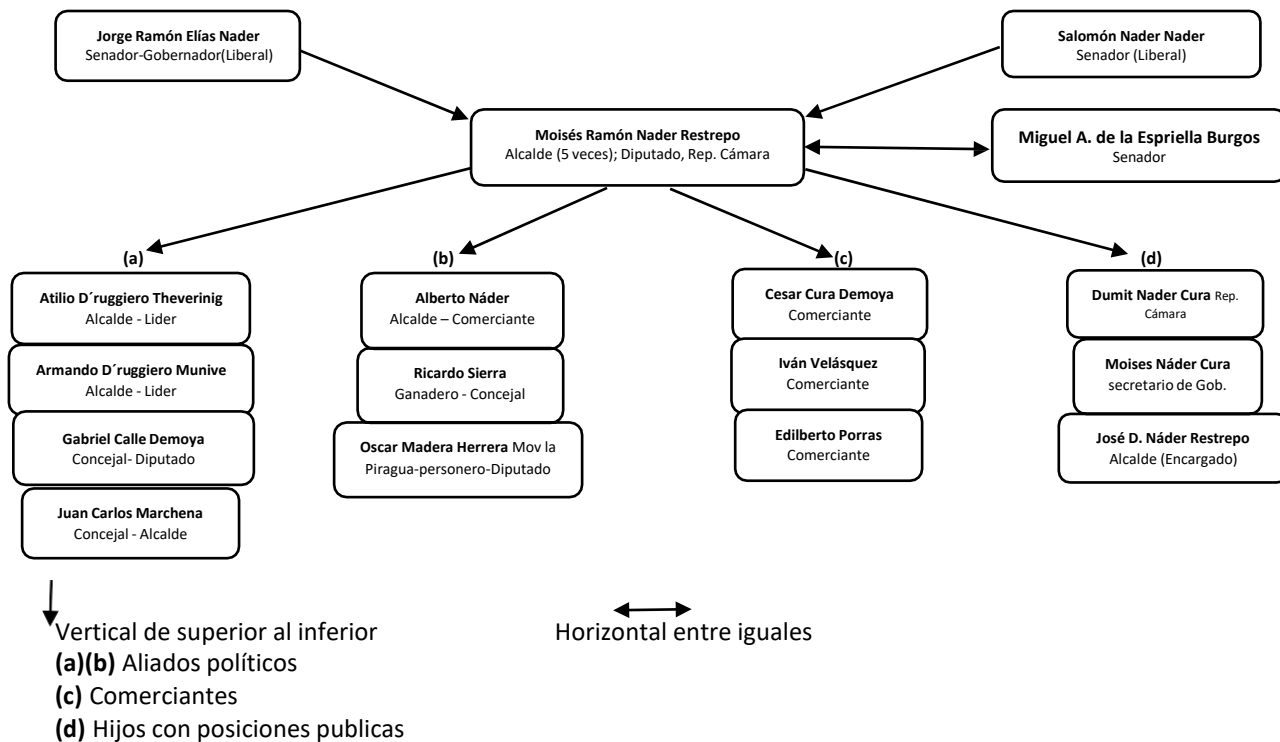 Jorge Ramón Elías Nader
Senador-Gobernador(Liberal)
Salomón Nader Nader
Senador (Liberal)
Moisés Ramón Nader Restrepo
Alcalde (5 veces); Diputado, Rep. Cámara
Miguel A. de la Espriella Burgos
Senador
(a)
Atilio D´ruggiero Theverinig
Alcalde - Lider
Armando D´ruggiero Munive
Alcalde - Lider
Gabriel Calle Demoya
Concejal- Diputado
Juan Carlos Marchena
Concejal - Alcalde
(b)
Alberto Náder
Alcalde – Comerciante
Ricardo Sierra
Ganadero - Concejal
Oscar Madera Herrera Mov la
Piragua-personero-Diputado
(c)
Cesar Cura Demoya
Comerciante
Iván Velásquez
Comerciante
Edilberto Porras
Comerciante
(d)
Dumit Nader Cura Rep.
Cámara
Moises Náder Cura
secretario de Gob.
José D. Náder Restrepo
Alcalde (Encargado)
Vertical de superior al inferior
Horizontal entre iguales
(a)(b) Aliados políticos
(c) Comerciantes
(d) Hijos con posiciones publicas